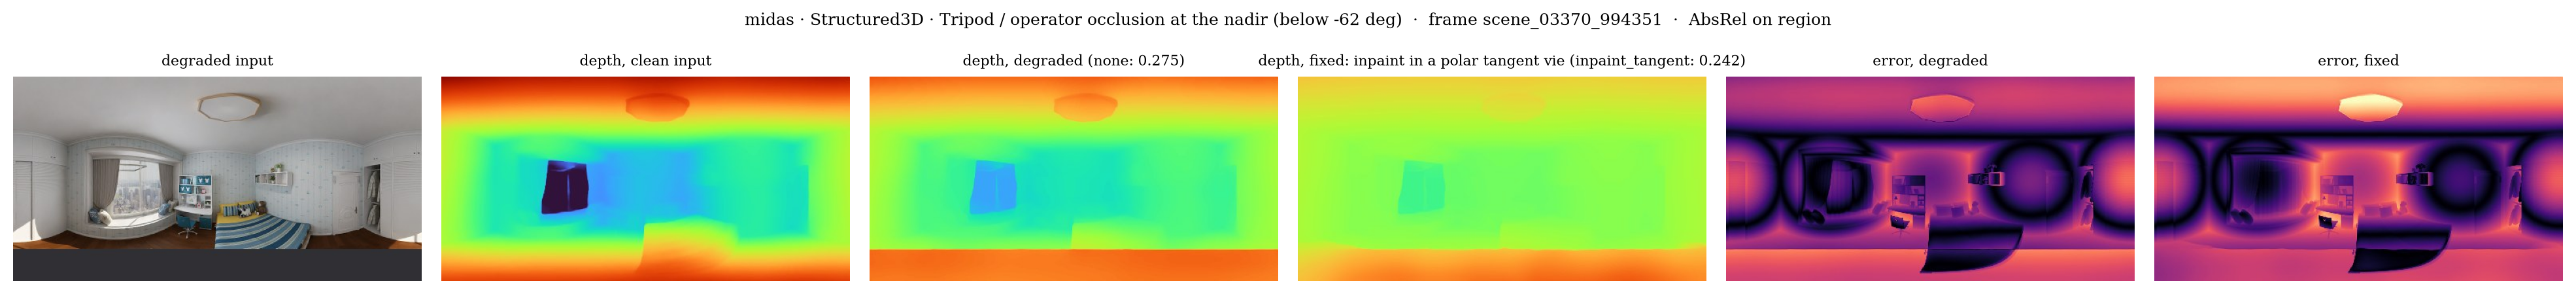 midas · Structured3D · Tripod / operator occlusion at the nadir (below -62 deg)  ·  frame scene_03370_994351  ·  AbsRel on region
degraded input
depth, clean input
depth, degraded (none: 0.275)
depth, fixed: inpaint in a polar tangent vie (inpaint_tangent: 0.242)
error, degraded
error, fixed